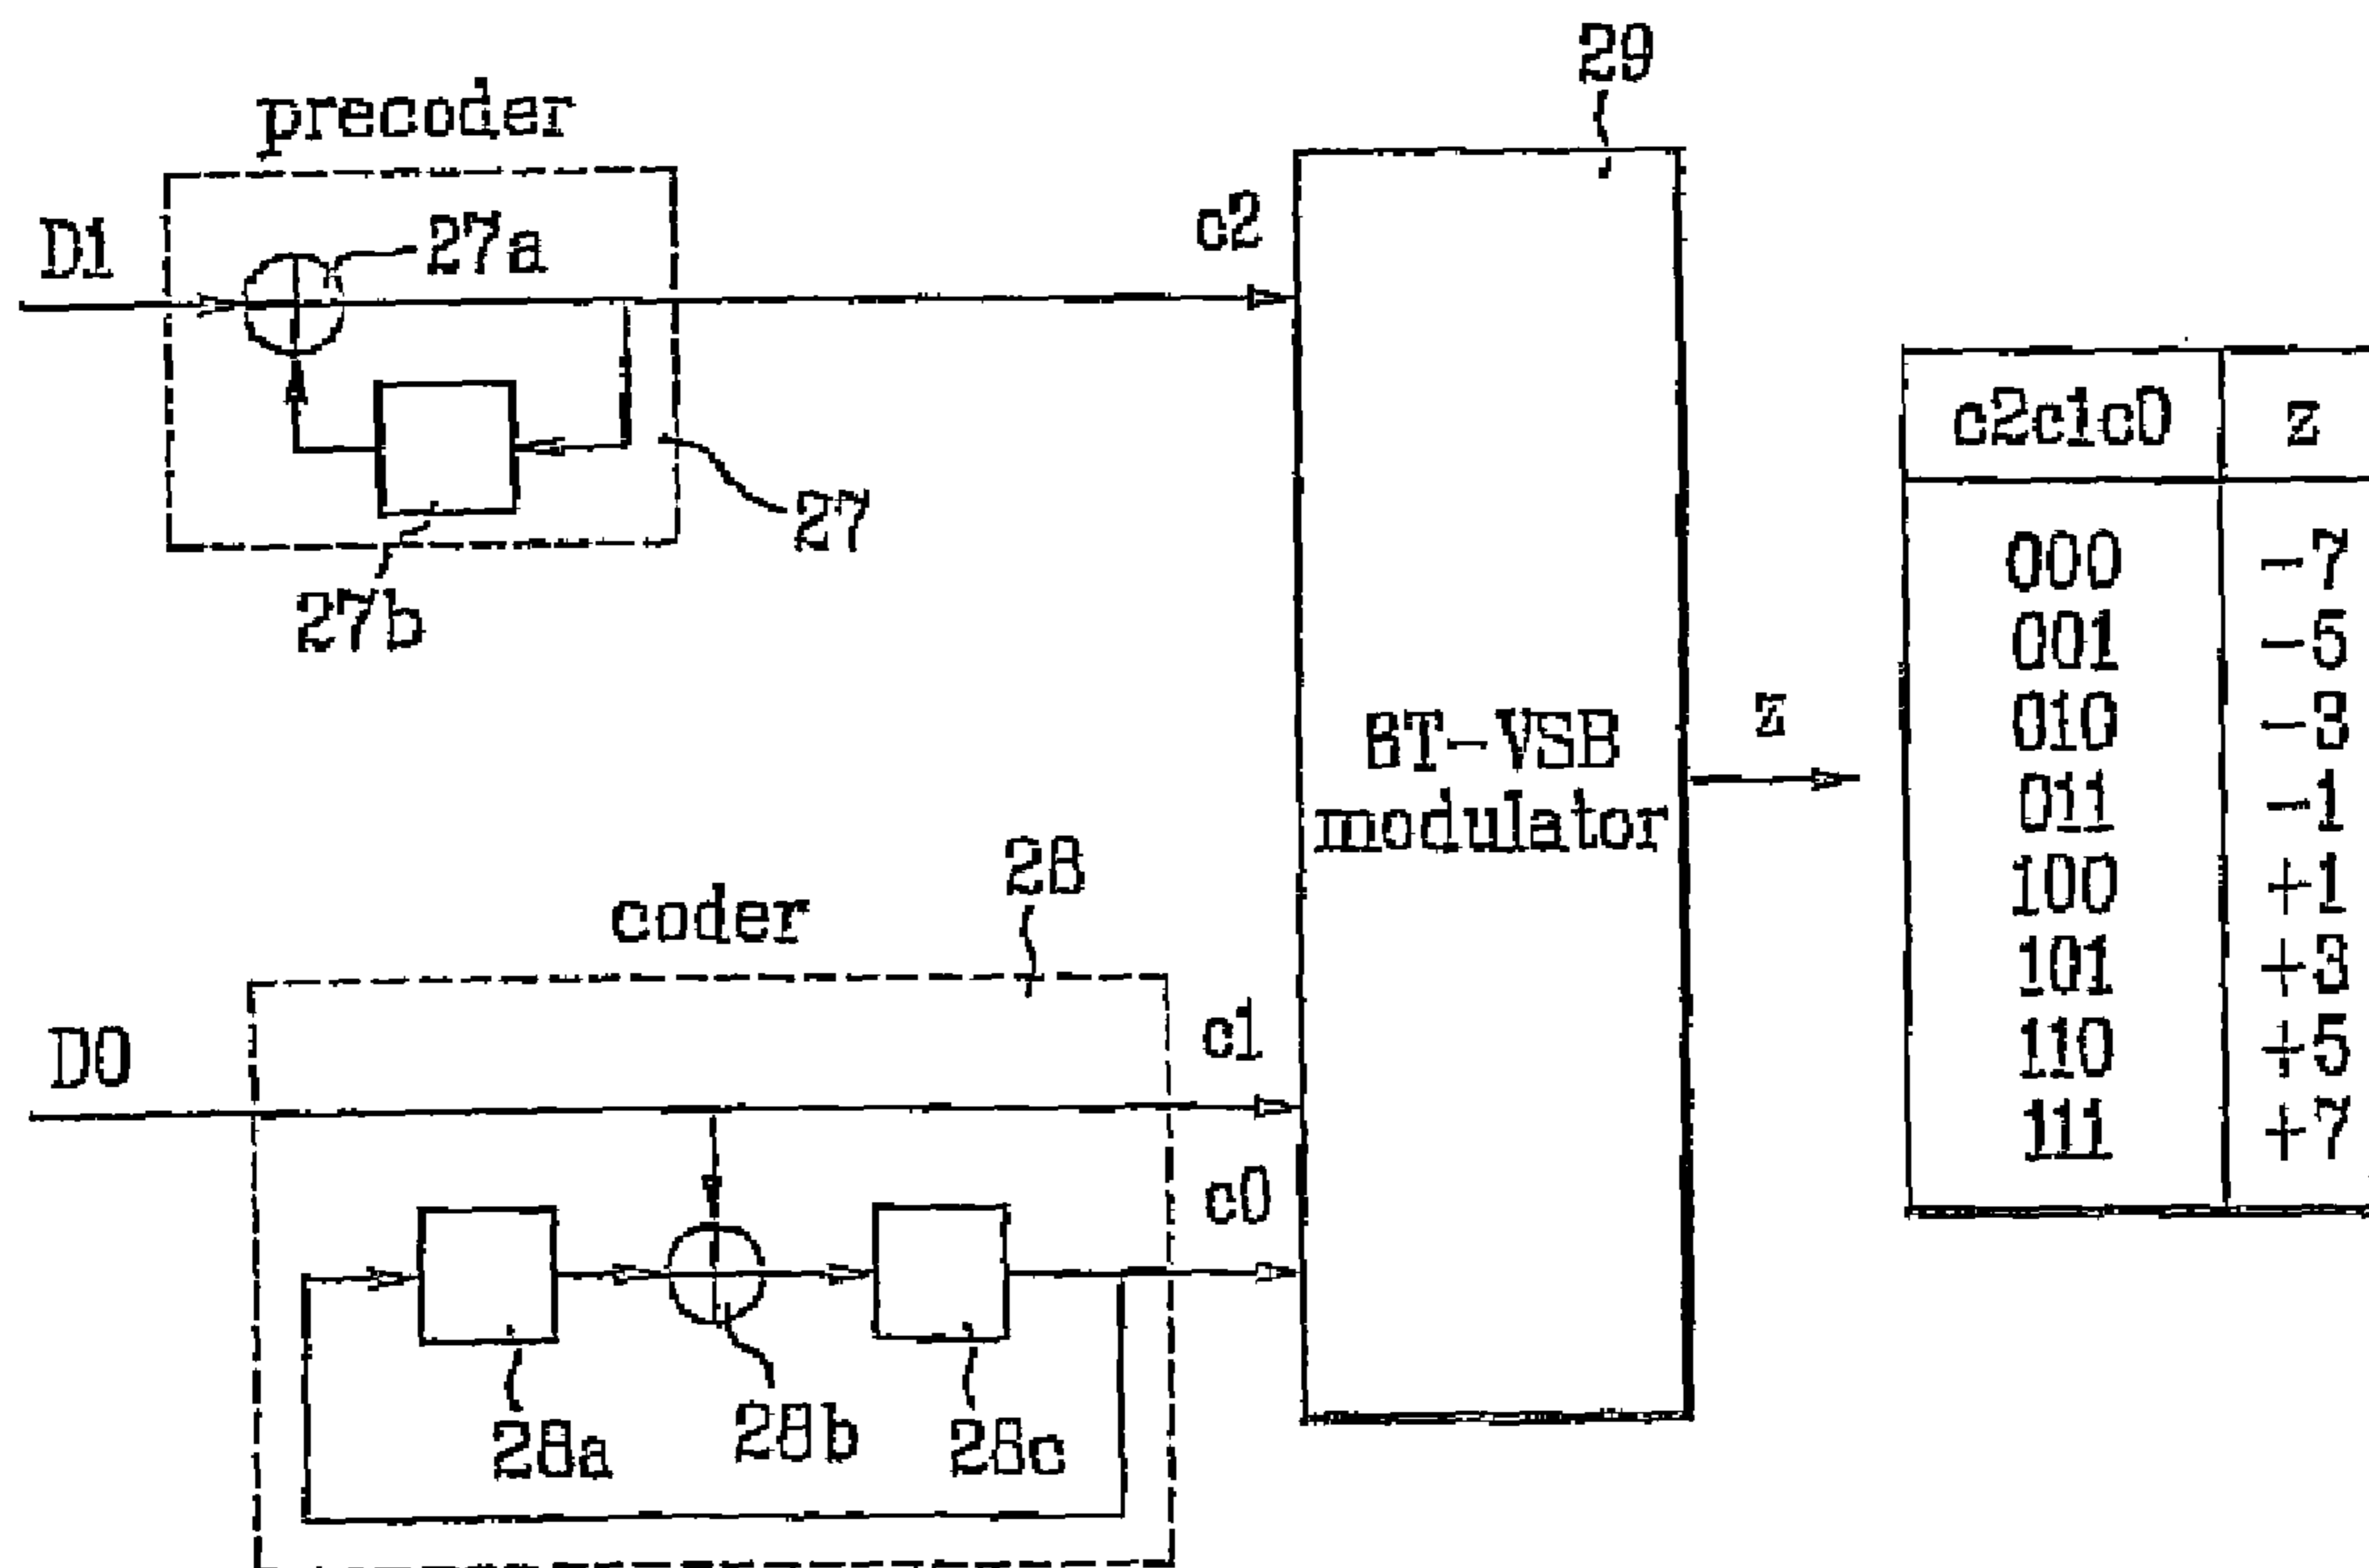 29
precoder
D1
27a
c2
27
27b
c2c1c0 z
000 -7
001 -5
010 -3
011 -1
100 +1
101 +3
110 +5
111 +7
8T-VSB
modulator
z
28
coder
D0
c1
c0
28a
28b
28c